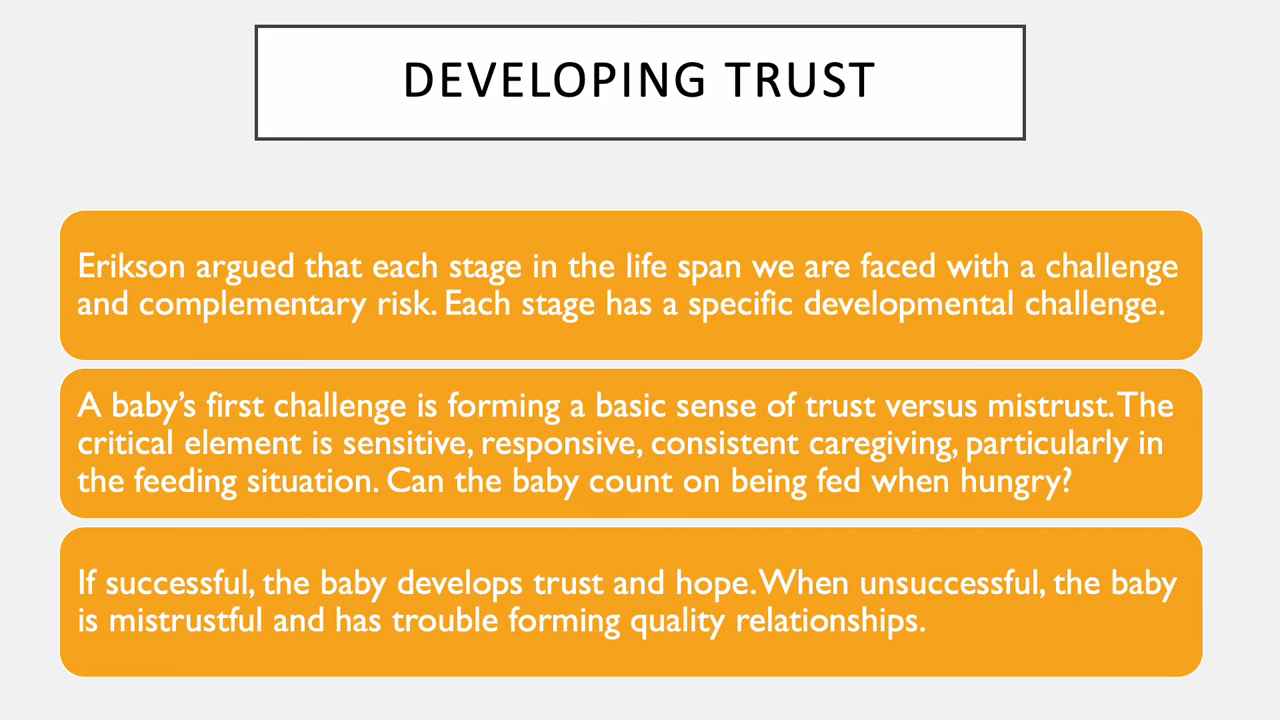 DEVELOPING TRUST
Erikson argued that each stage in the life span we are faced with a challenge
and complementary risk. Each stage has a specific developmental challenge.
A baby’s first challenge is forming a basic sense of trust versus mistrust. The
critical element is sensitive, responsive, consistent caregiving, particularly in
the feeding situation. Can the baby count on being fed when hungry?
If successful, the baby develops trust and hope. When unsuccessful, the baby
is mistrustful and has trouble forming quality relationships.